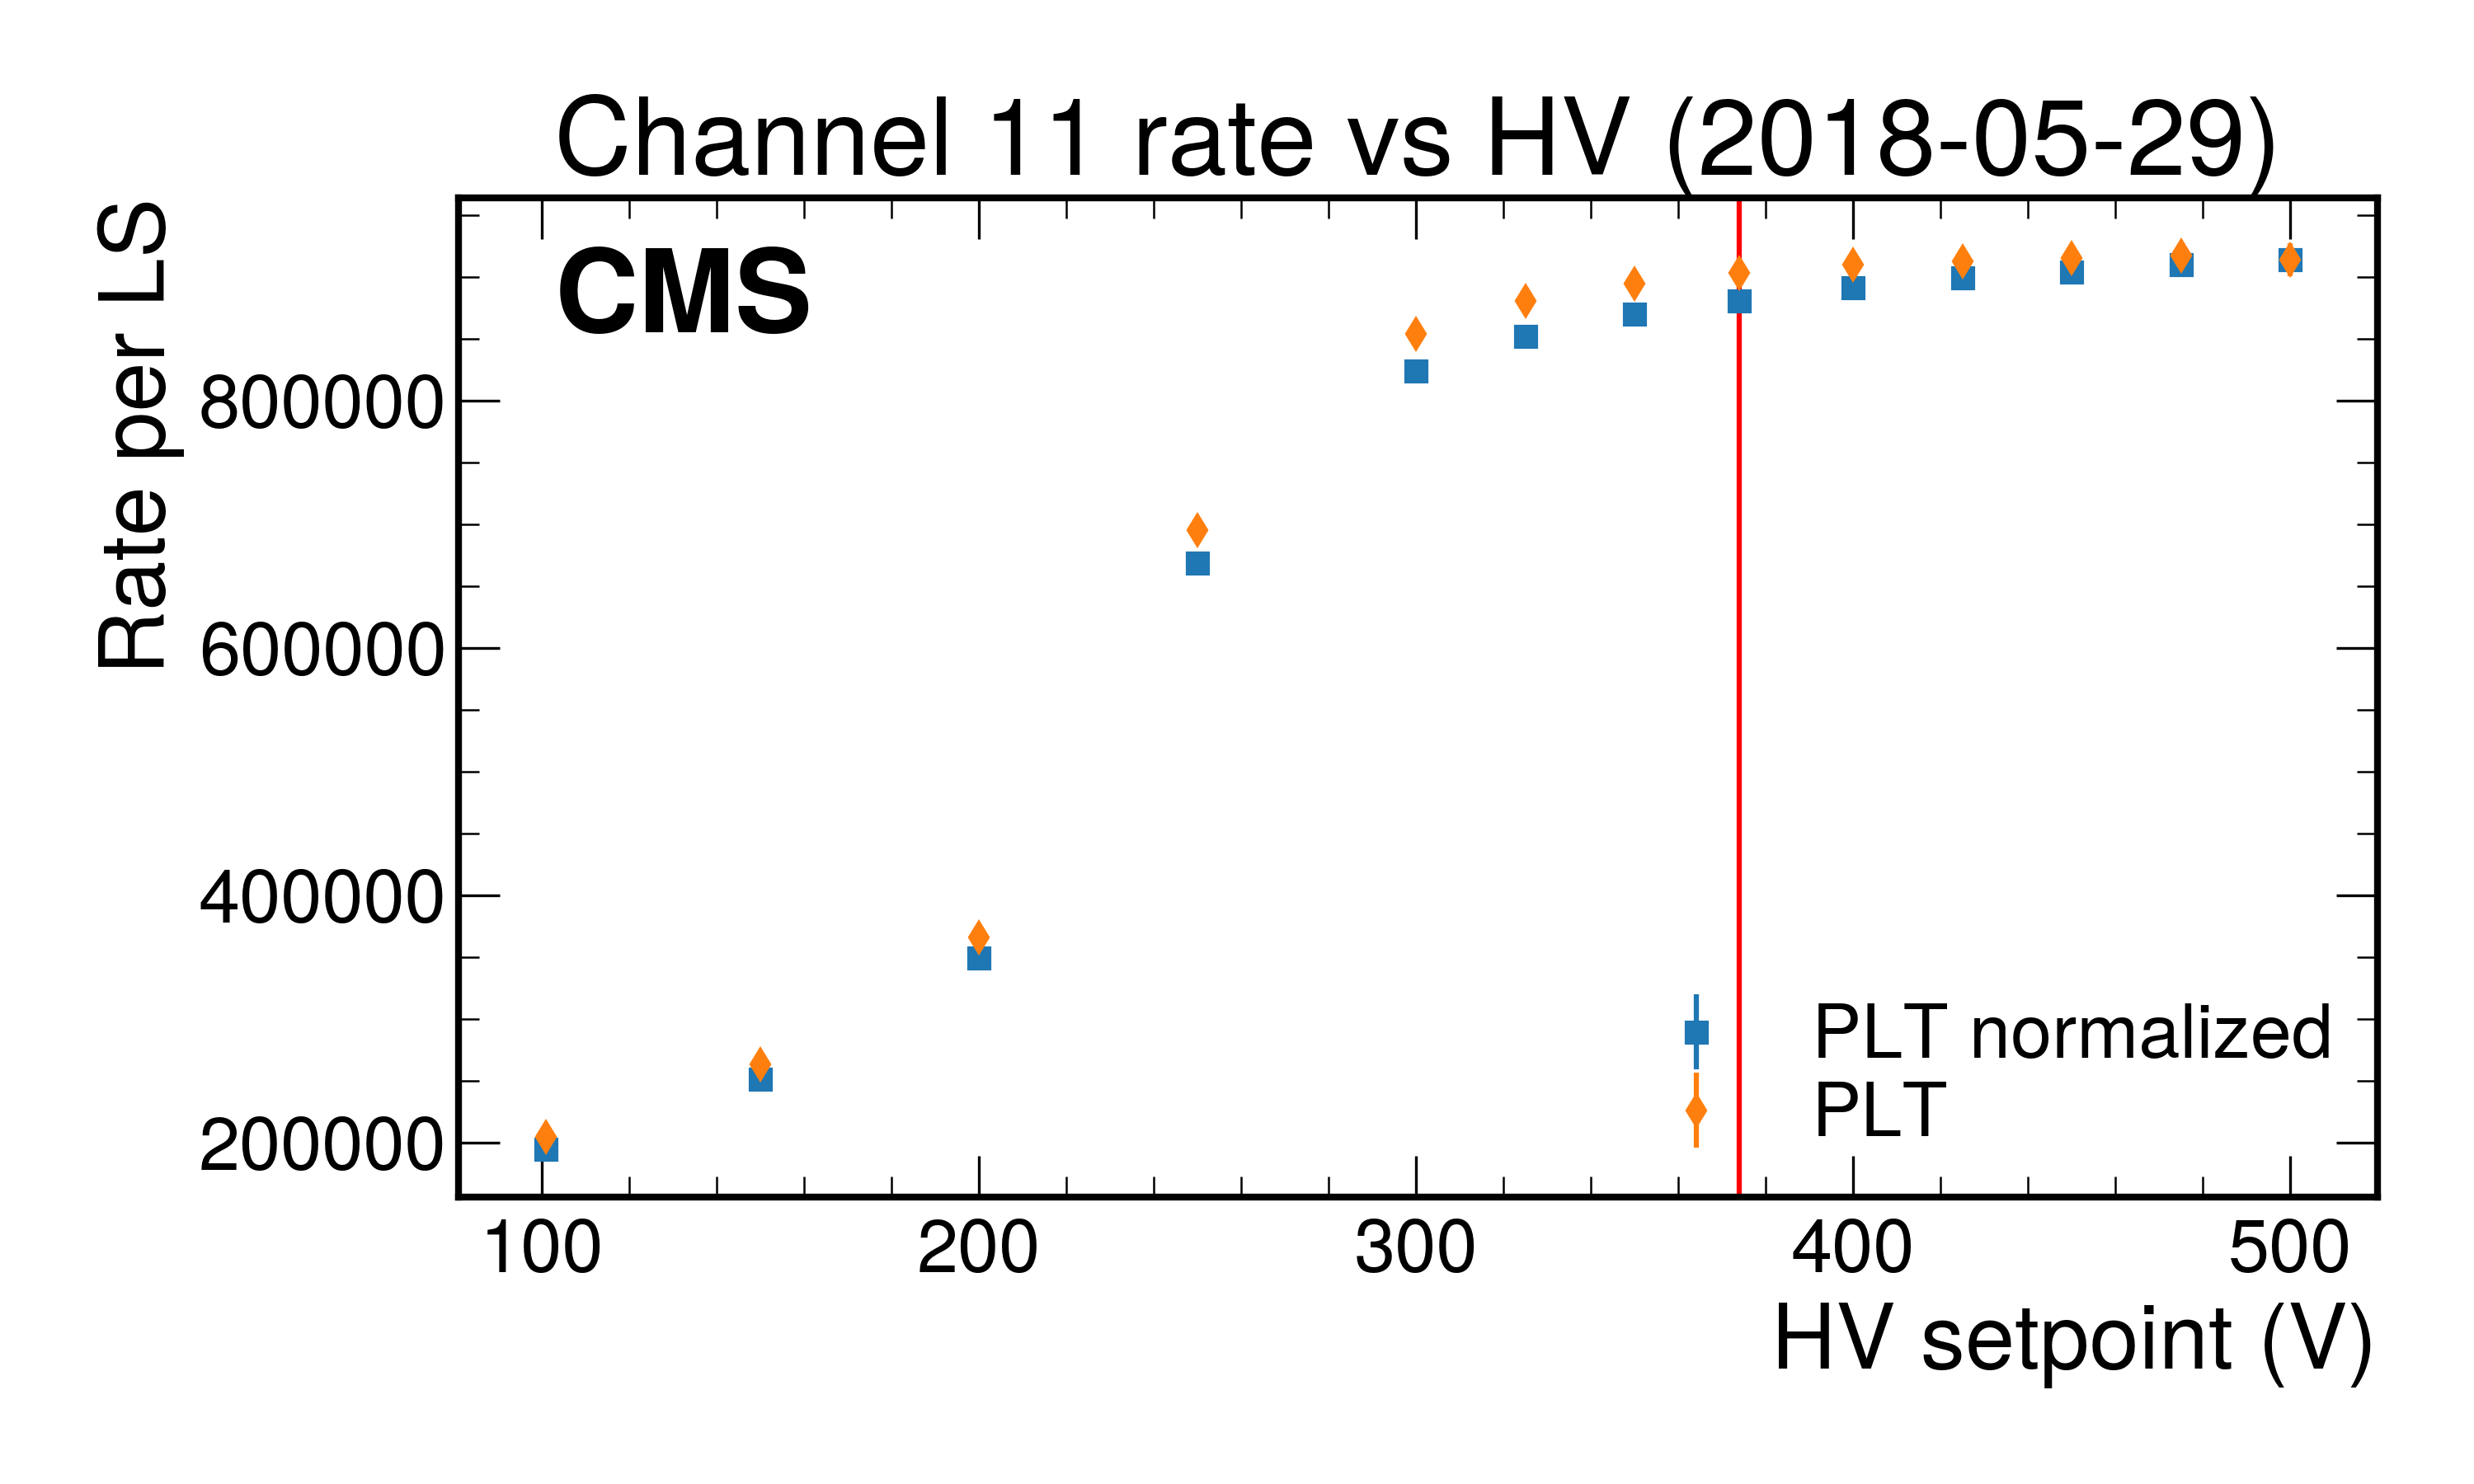 Channel 11 rate vs HV (2018-05-29)
CMS
Rate per LS
800000
600000
400000
200000
PLT normalized
PLT
100 200 300 400 500
HV setpoint (V)